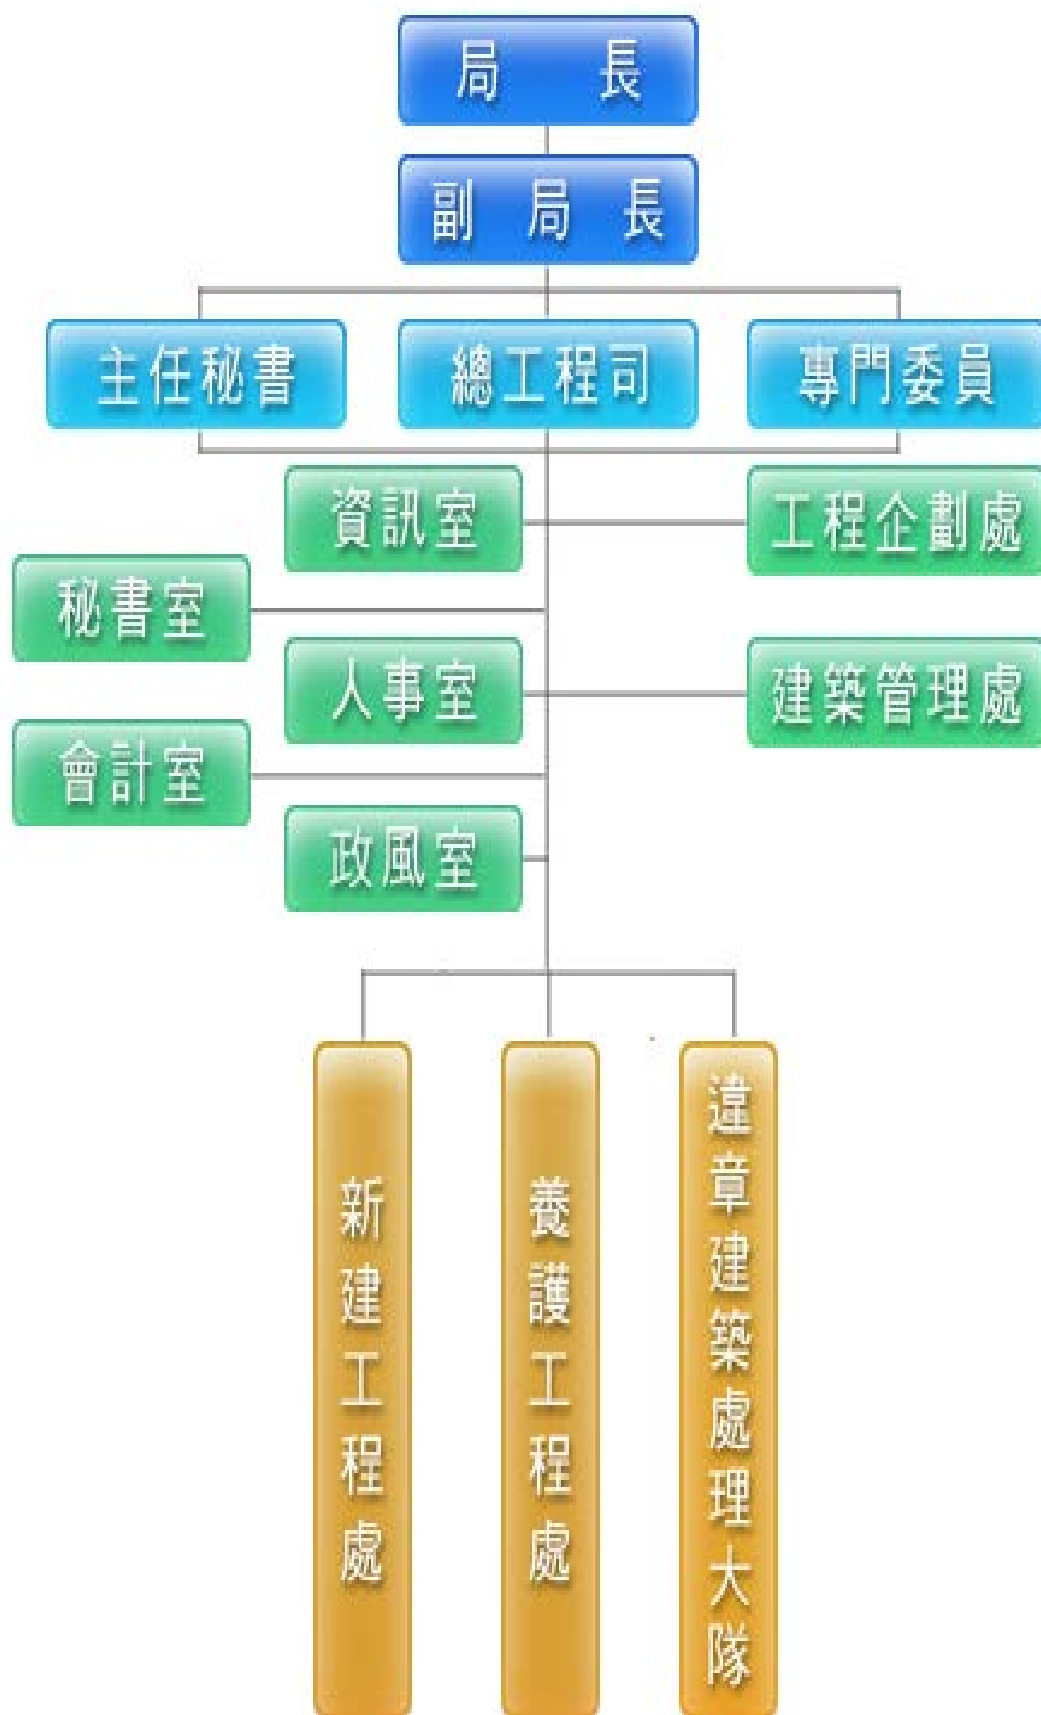 局長
副局長
主任秘書
總工程司
專門委員
資訊室
工程企劃處
秘書室
人事室
建築管理處
會計室
政風室
新建工程處
養護工程處
違章建築處理大隊